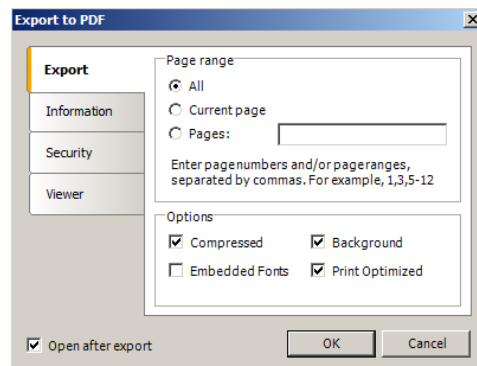 Export to PDF
Export
Information
Security
Viewer
Page range
All
Current page
Pages:
Enter pagenumbers and/or pageranges,
separated by commas. For example, 1,3,5-12
Options
Compressed Background
Embedded Fonts Print Optimized
Open after export OK Cancel